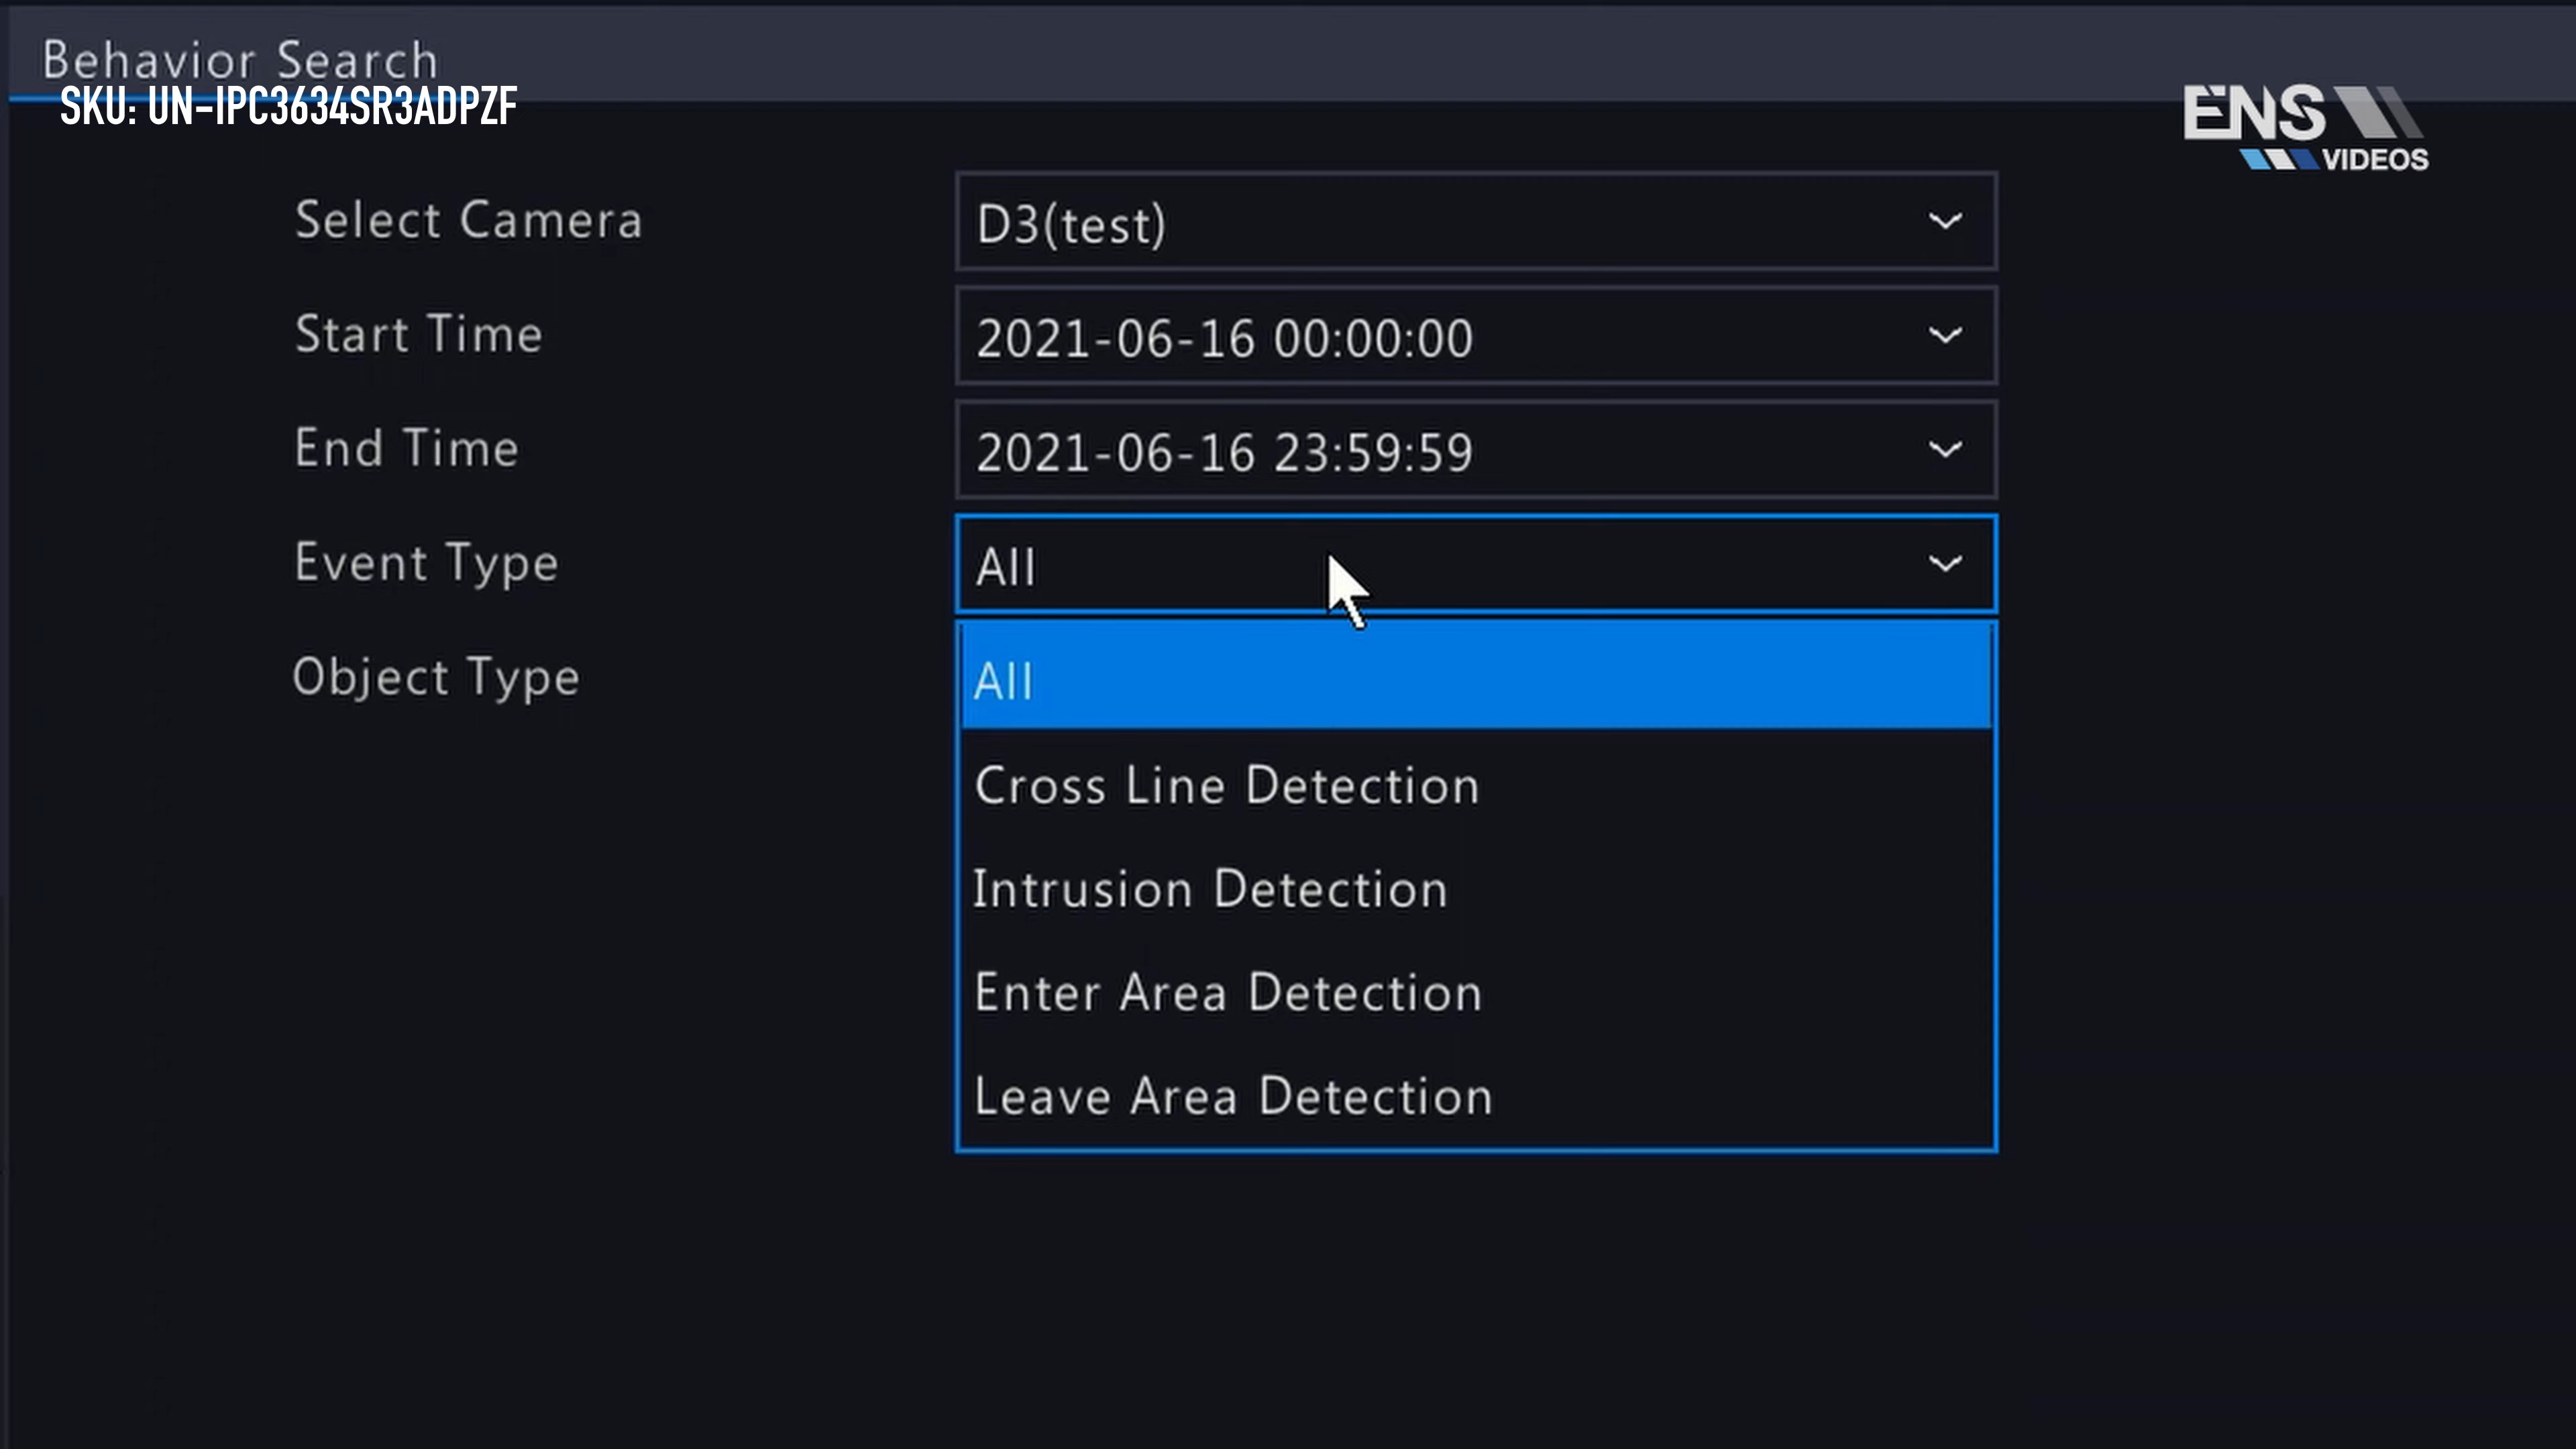 Behavior Search
SKU: UN-IPC3634SR3ADPZF
ENS
VIDEOS
Select Camera
D3(test)
Start Time
2021-06-16 00:00:00
End Time
2021-06-16 23:59:59
Event Type
All
Object Type
All
Cross Line Detection
Intrusion Detection
Enter Area Detection
Leave Area Detection